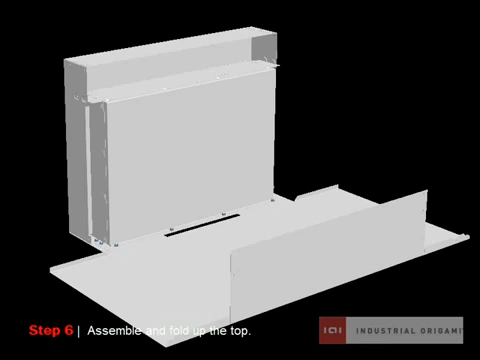 Step 6 | Assemble and fold up the top.
INDUSTRIAL ORIGAMI